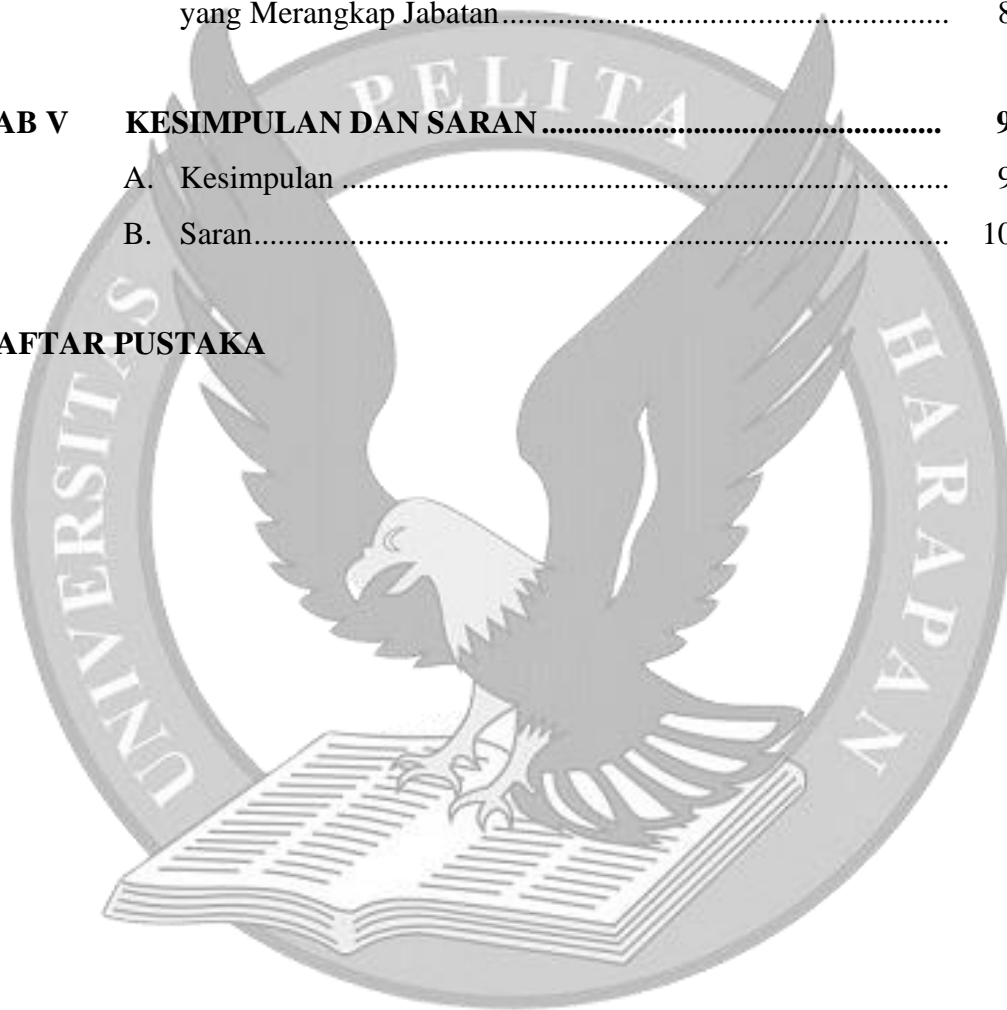 yang Merangkap Jabatan........................................................ 8
AB V KESIMPULAN DAN SARAN.................................................. 9
A. Kesimpulan ............................................................................ 9
B. Saran....................................................................................... 10
AFTAR PUSTAKA
UNIVERSITAS PELITA HARAPAN